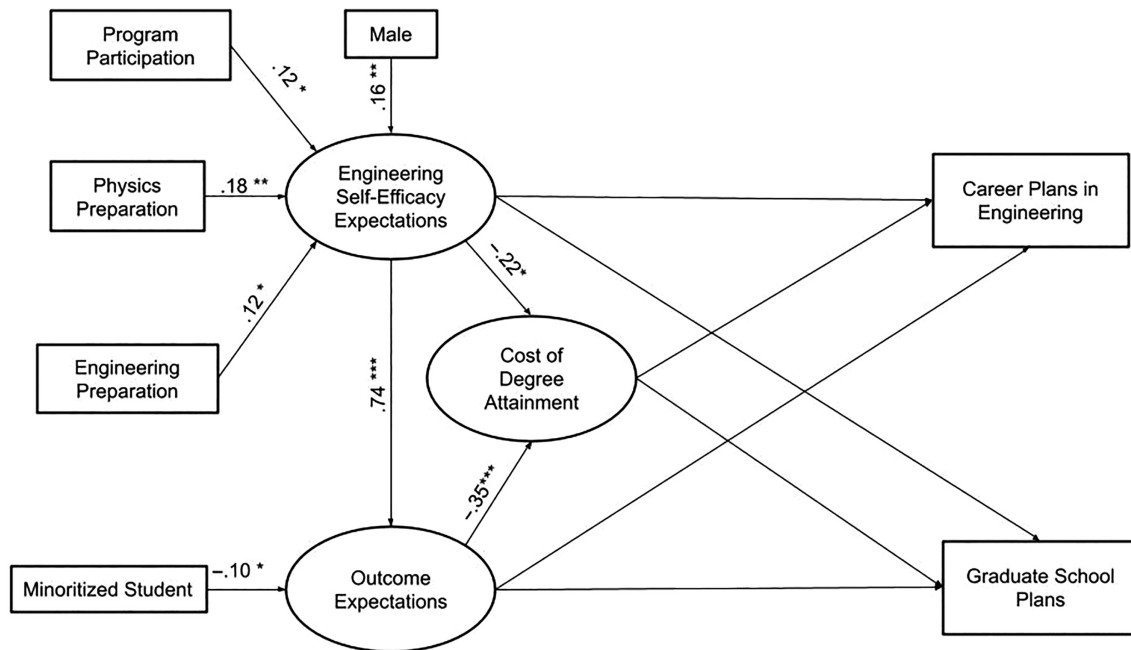 Program
Participation
Male
.12 *
.16 **
Physics
Preparation
.18 **
Engineering
Self-Efficacy
Expectations
Career Plans in
Engineering
–.22*
.12 *
Engineering
Preparation
Cost of
Degree
Attainment
.74 ***
–.35***
Minoritized Student
–.10 *
Outcome
Expectations
Graduate School
Plans